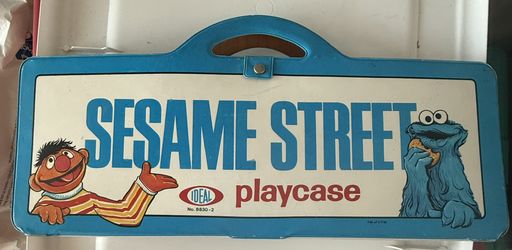 SESAME STREET
IDEAL
No. 8830-2
playcase